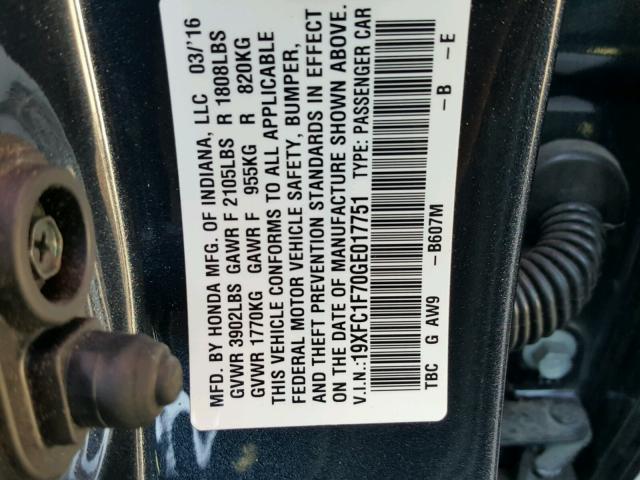 MFD. BY HONDA MFG. OF INDIANA, LLC 03/'16
GVWR 3902LBS GAWR F 2105LBS R 1808LBS
GVWR 1770KG GAWR F 955KG R 820KG
THIS VEHICLE CONFORMS TO ALL APPLICABLE
FEDERAL MOTOR VEHICLE SAFETY, BUMPER,
AND THEFT PREVENTION STANDARDS IN EFFECT
ON THE DATE OF MANUFACTURE SHOWN ABOVE.
V.I.N.:19XFC1F70GE017751 TYPE: PASSENGER CAR
TBC G AW9 -B607M -B -E